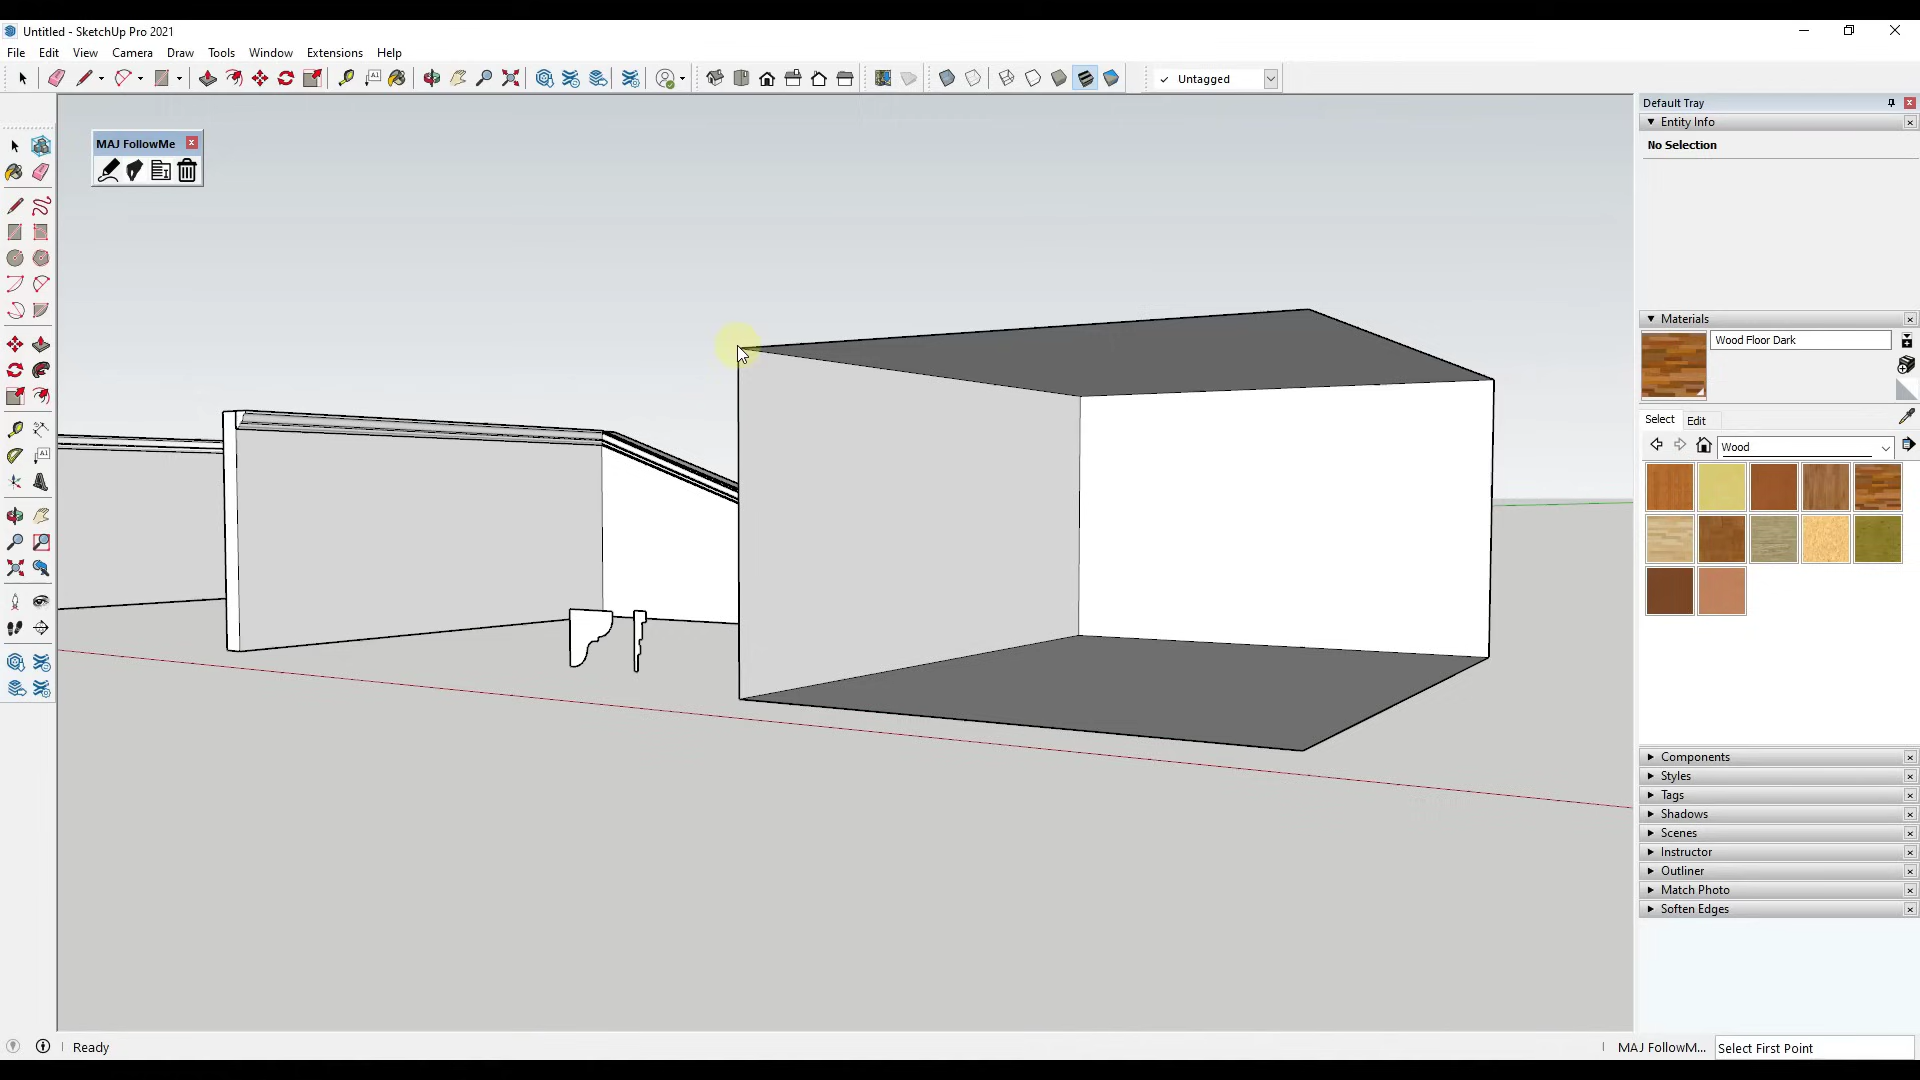 Untitled - SketchUp Pro 2021
File Edit View Camera Draw Tools Window Extensions Help
Untagged
MAJ FollowMe
Default Tray
Entity Info
No Selection
Materials
Wood Floor Dark
Select Edit
Wood
Components
Styles
Tags
Shadows
Scenes
Instructor
Outliner
Match Photo
Soften Edges
Ready
MAJ FollowM...
Select First Point